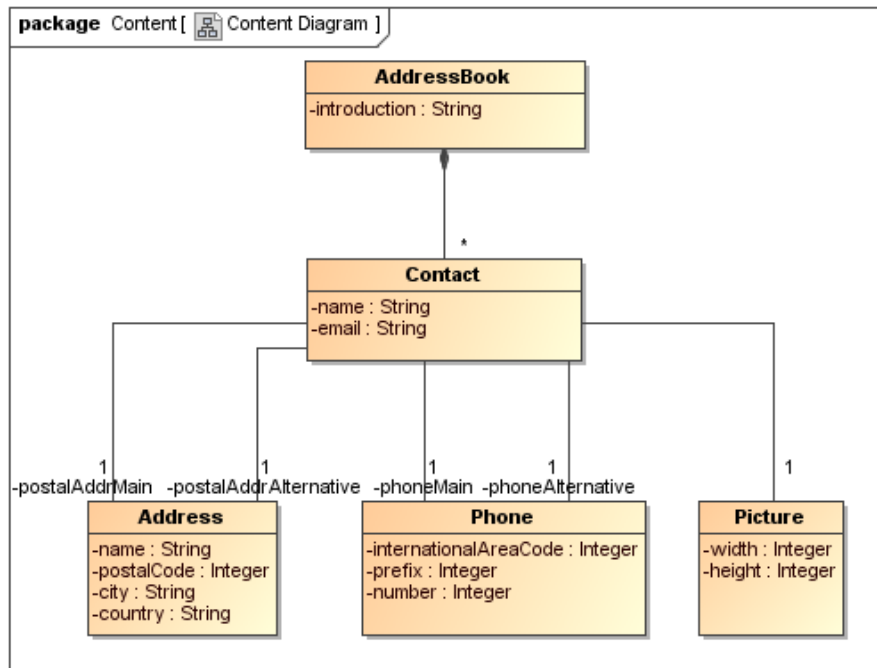 package Content [ Content Diagram ]
AddressBook
-introduction : String
*
Contact
-name : String
-email : String
1 1 1 1 1
-postalAddrMain -postalAddrAlternative -phoneMain -phoneAlternative
Address
-name : String
-postalCode : Integer
-city : String
-country : String
Phone
-internationalAreaCode : Integer
-prefix : Integer
-number : Integer
Picture
-width : Integer
-height : Integer